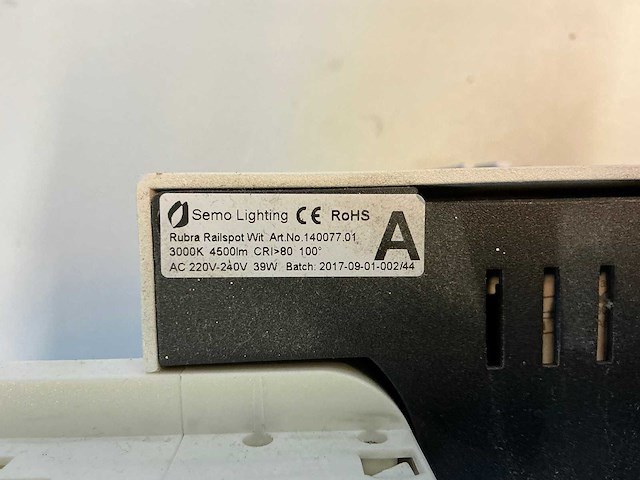 Semo Lighting CE RoHS
Rubra Railspot Wit Art.No.140077.01
3000K 4500lm CRI>80 100°
AC 220V-240V 39W Batch: 2017-09-01-002/44
A